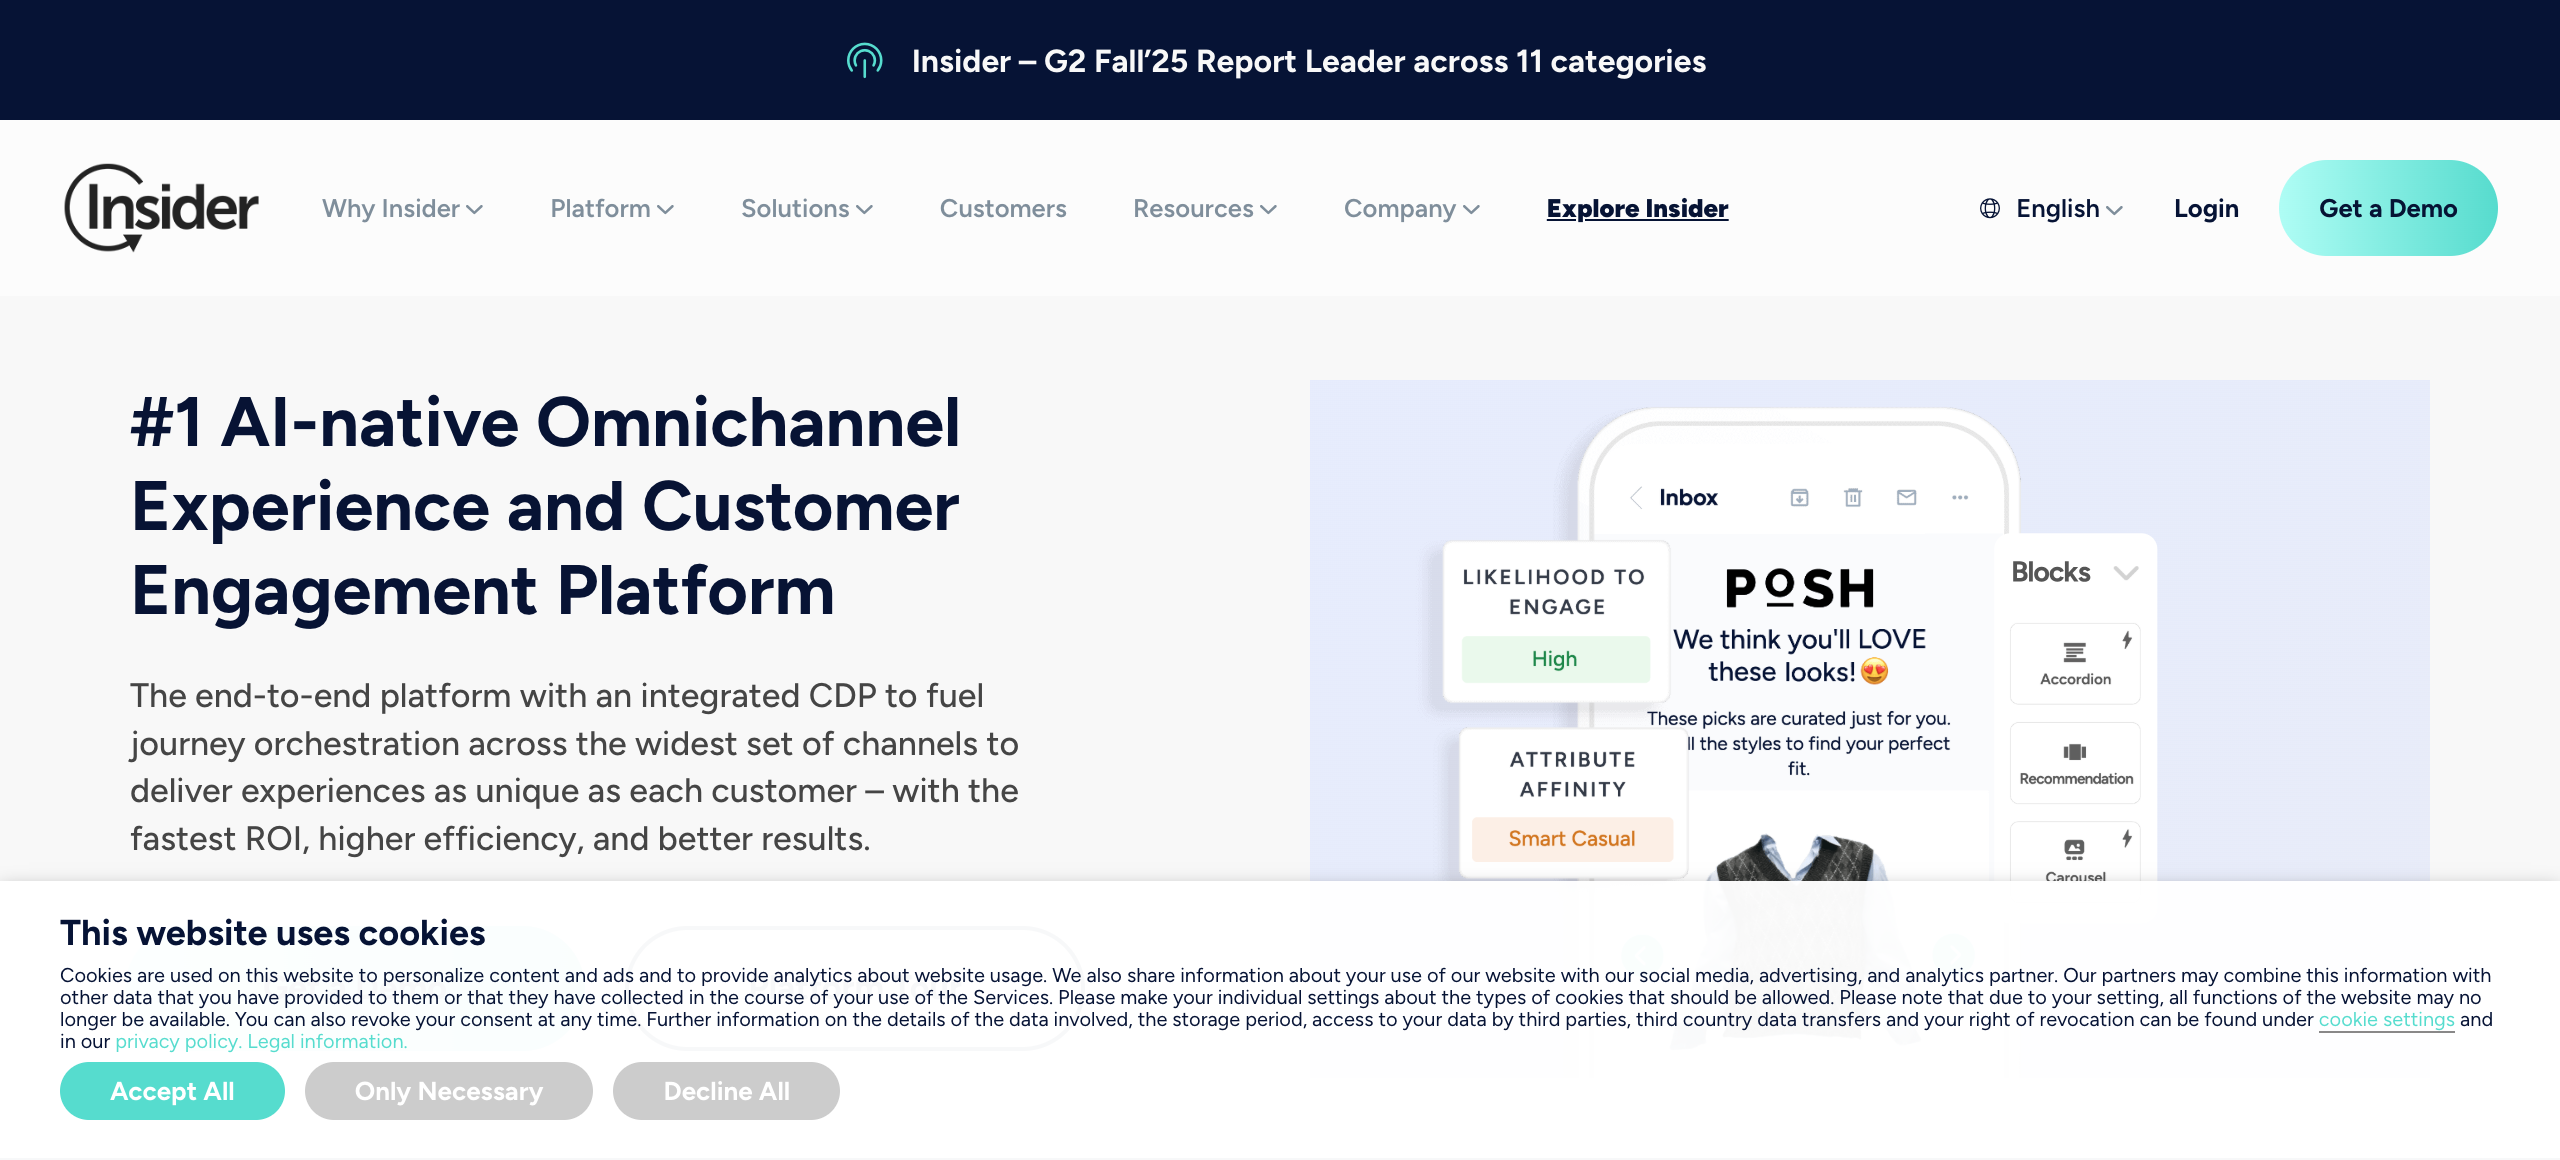 Insider – G2 Fall’25 Report Leader across 11 categories
Insider
Why Insider
Platform
Solutions
Customers
Resources
Company
Explore Insider
English
Login
Get a Demo
#1 AI-native Omnichannel
Experience and Customer
Engagement Platform
The end-to-end platform with an integrated CDP to fuel
journey orchestration across the widest set of channels to
deliver experiences as unique as each customer – with the
fastest ROI, higher efficiency, and better results.
Inbox
LIKELIHOOD TO
ENGAGE
High
ATTRIBUTE
AFFINITY
Smart Casual
POSH
We think you'll LOVE
these looks!😍
These picks are curated just for you.
the styles to find your perfect
fit.
Blocks
Accordion
Recommendation
Carousel
This website uses cookies
Cookies are used on this website to personalize content and ads and to provide analytics about website usage. We also share information about your use of our website with our social media, advertising, and analytics partner. Our partners may combine this information with
other data that you have provided to them or that they have collected in the course of your use of the Services. Please make your individual settings about the types of cookies that should be allowed. Please note that due to your setting, all functions of the website may no
longer be available. You can also revoke your consent at any time. Further information on the details of the data involved, the storage period, access to your data by third parties, third country data transfers and your right of revocation can be found under cookie settings and
in our privacy policy. Legal information.
Accept All
Only Necessary
Decline All